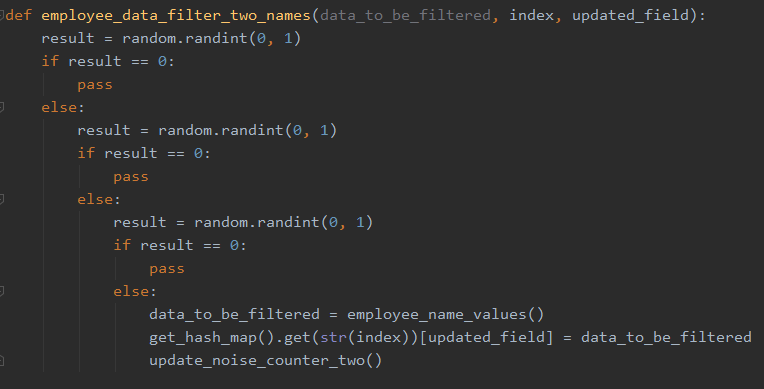 def employee_data_filter_two_names(data_to_be_filtered, index, updated_field):
    result = random.randint(0, 1)
    if result == 0:
        pass
    else:
        result = random.randint(0, 1)
        if result == 0:
            pass
        else:
            result = random.randint(0, 1)
            if result == 0:
                pass
            else:
                data_to_be_filtered = employee_name_values()
                get_hash_map().get(str(index))[updated_field] = data_to_be_filtered
                update_noise_counter_two()